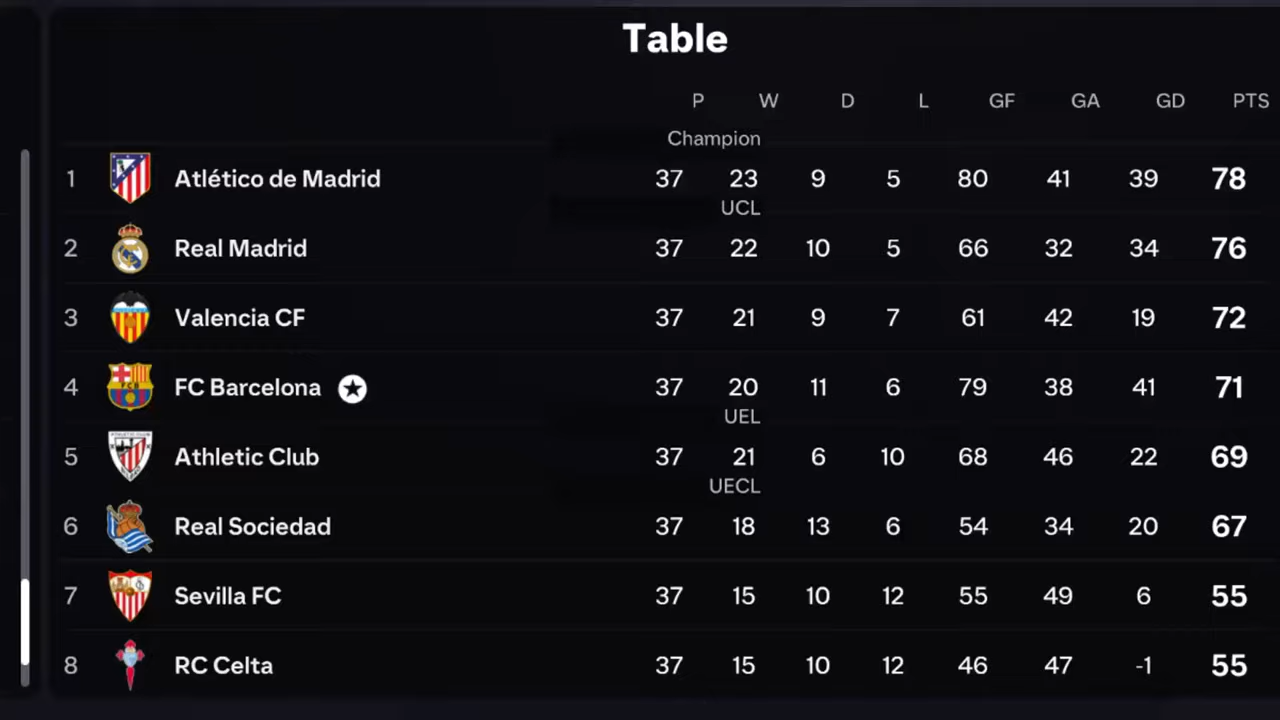 Table
P W D L GF GA GD PTS
Champion
1 Atlético de Madrid 37 23 9 5 80 41 39 78
UCL
2 Real Madrid 37 22 10 5 66 32 34 76
3 Valencia CF 37 21 9 7 61 42 19 72
4 FC Barcelona 37 20 11 6 79 38 41 71
UEL
5 Athletic Club 37 21 6 10 68 46 22 69
UECL
6 Real Sociedad 37 18 13 6 54 34 20 67
7 Sevilla FC 37 15 10 12 55 49 6 55
8 RC Celta 37 15 10 12 46 47 -1 55